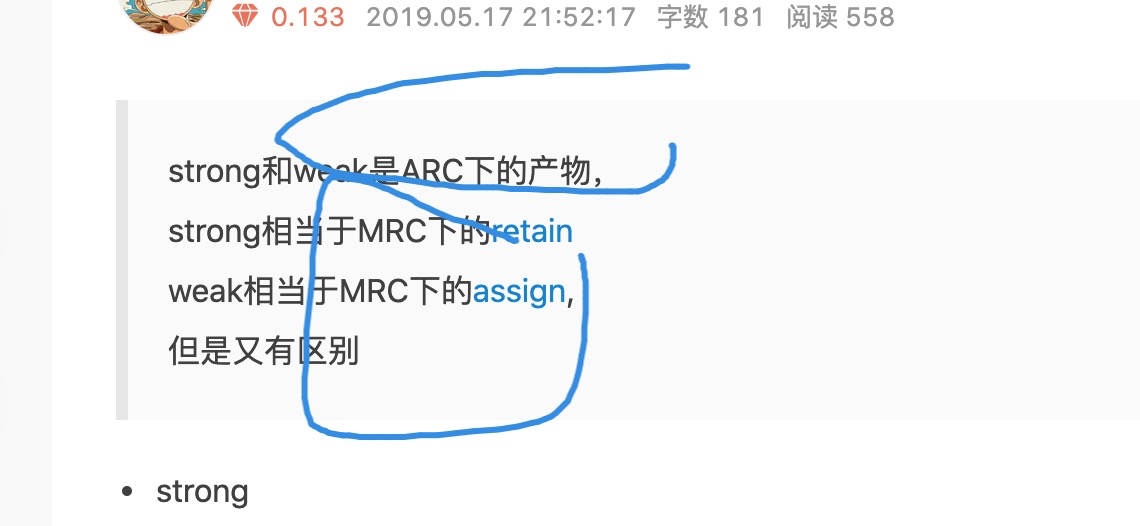 0.133 2019.05.17 21:52:17 字数 181 阅读 558
strong和weak是ARC下的产物，
strong相当于MRC下的retain
weak相当于MRC下的assign，
但是又有区别
• strong